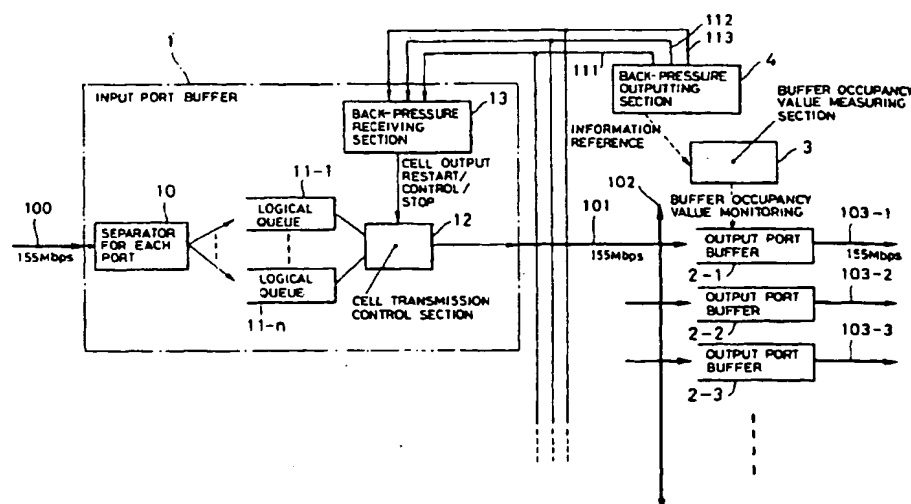 112
113
111
1
4
BACK-PRESSURE
OUTPUTTING
SECTION
BUFFER OCCUPANCY
VALUE MEASURING
SECTION
INPUT PORT BUFFER
13
BACK-PRESSURE
RECEIVING
SECTION
INFORMATION
REFERENCE
3
CELL OUTPUT
RESTART/
CONTROL/
STOP
102
BUFFER OCCUPANCY
VALUE MONITORING
100
10
11-1
LOGICAL
QUEUE
12
101
103-1
155Mbps
SEPARATOR
FOR EACH
PORT
155Mbps
OUTPUT PORT
BUFFER
155Mbps
2-1
103-2
LOGICAL
QUEUE
11-n
CELL TRANSMISSION
CONTROL SECTION
OUTPUT PORT
BUFFER
2-2
103-3
OUTPUT PORT
BUFFER
2-3